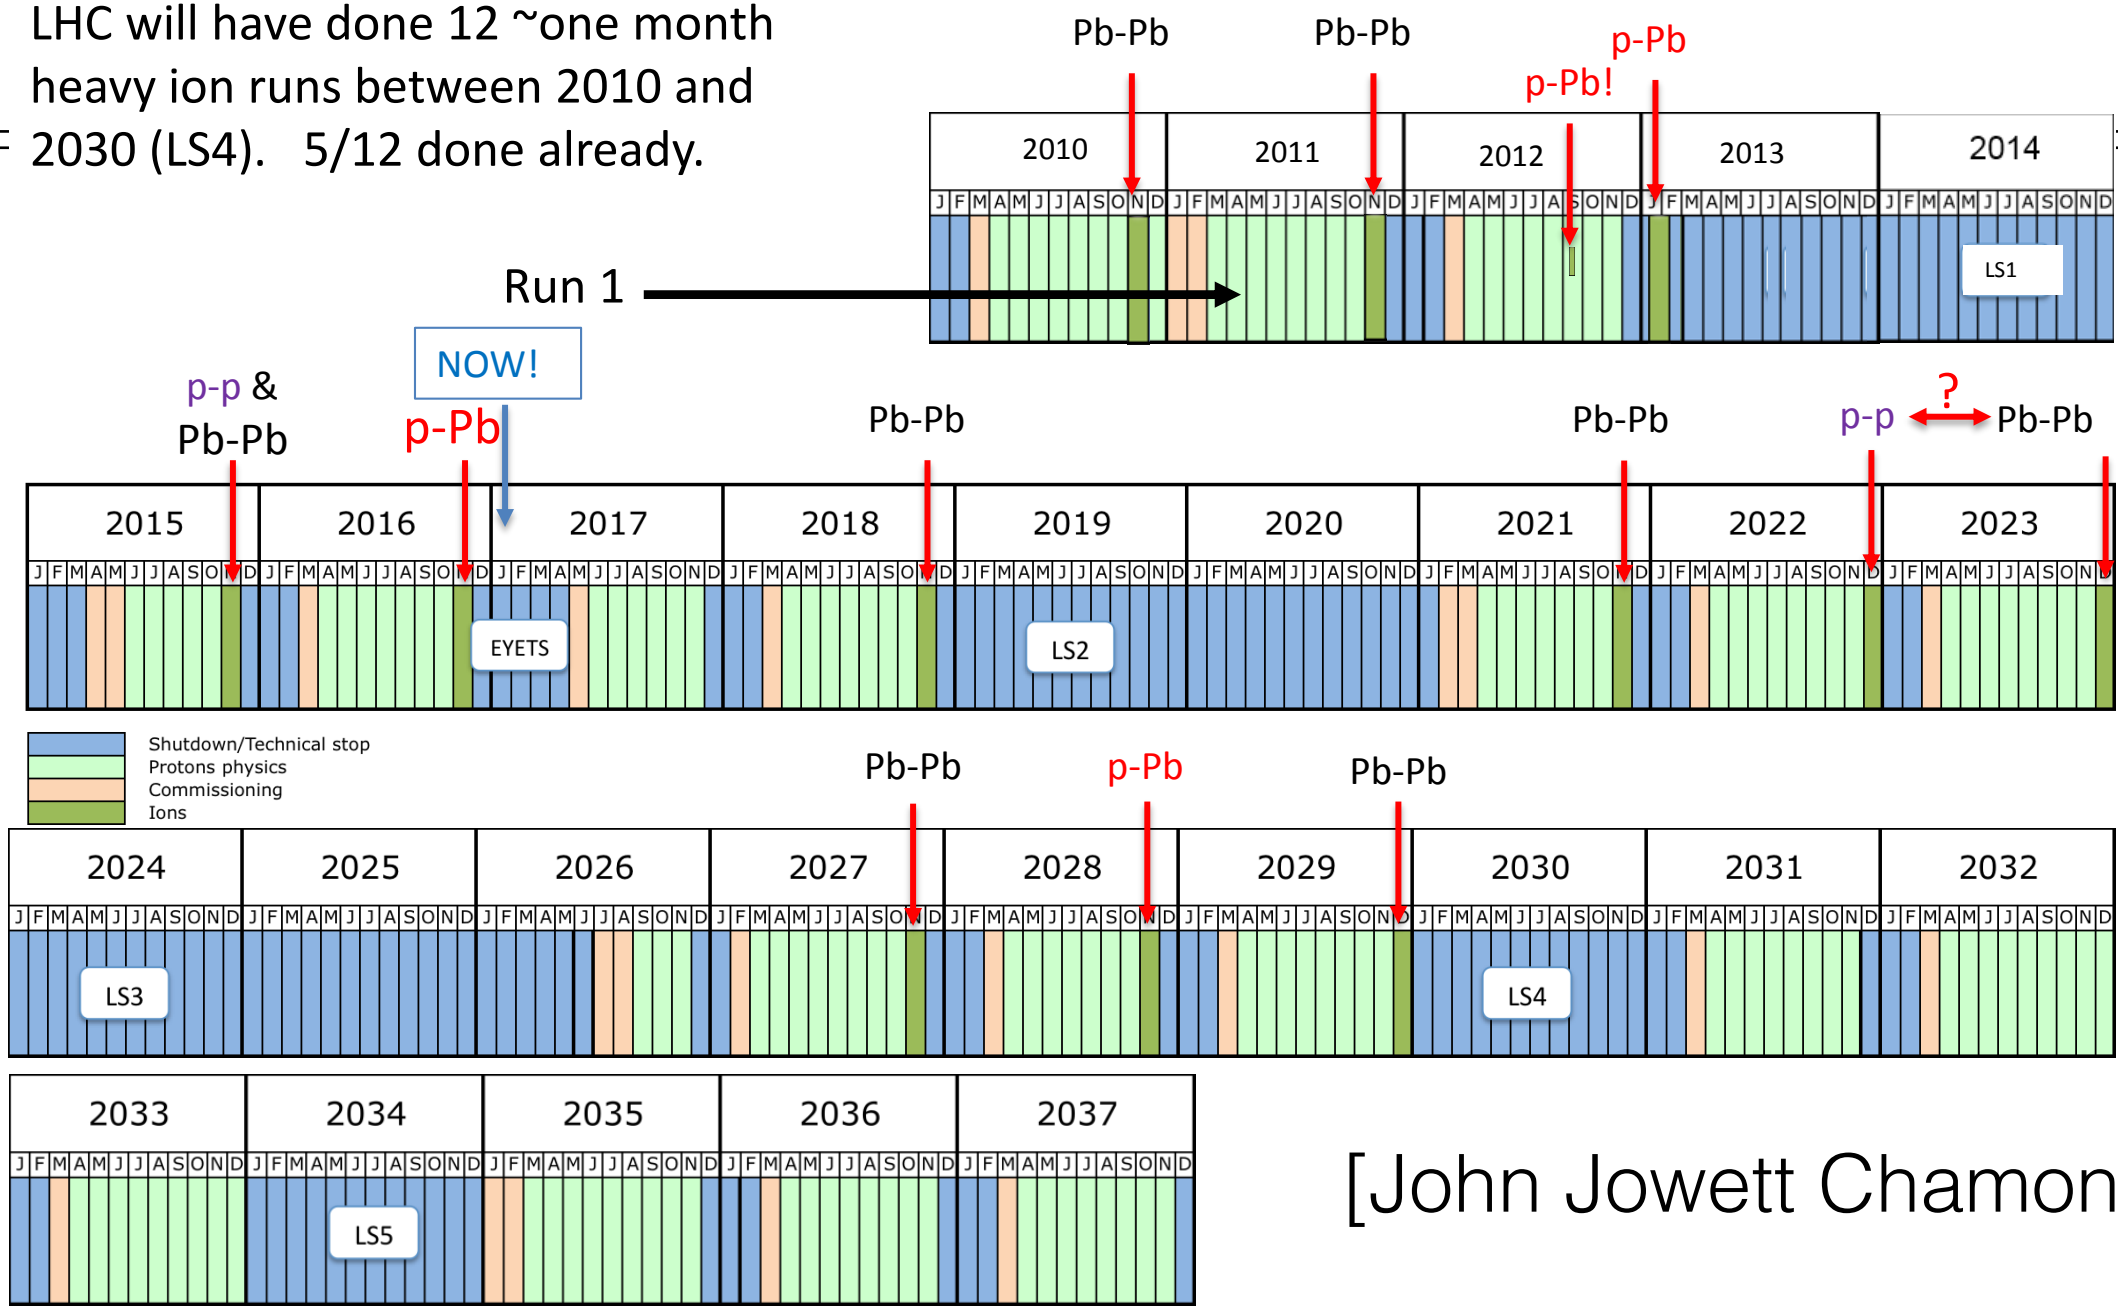 LHC will have done 12 ~one month
heavy ion runs between 2010 and
2030 (LS4).   5/12 done already.
Pb-Pb
Pb-Pb
p-Pb!
p-Pb
2010 2011 2012 2013 2014
J F M A M J J A S O N D J F M A M J J A S O N D J F M A M J J A S O N D J F M A M J J A S O N D J F M A M J J A S O N D
LS1
Run 1
NOW!
p-p &
Pb-Pb
p-Pb
Pb-Pb
Pb-Pb
p-p
?
Pb-Pb
2015 2016 2017 2018 2019 2020 2021 2022 2023
J F M A M J J A S O N D J F M A M J J A S O N D J F M A M J J A S O N D J F M A M J J A S O N D J F M A M J J A S O N D J F M A M J J A S O N D J F M A M J J A S O N D J F M A M J J A S O N D J F M A M J J A S O N D
EYETS
LS2
Shutdown/Technical stop
Protons physics
Commissioning
Ions
Pb-Pb
p-Pb
Pb-Pb
2024 2025 2026 2027 2028 2029 2030 2031 2032
J F M A M J J A S O N D J F M A M J J A S O N D J F M A M J J A S O N D J F M A M J J A S O N D J F M A M J J A S O N D J F M A M J J A S O N D J F M A M J J A S O N D J F M A M J J A S O N D J F M A M J J A S O N D
LS3
LS4
2033 2034 2035 2036 2037
J F M A M J J A S O N D J F M A M J J A S O N D J F M A M J J A S O N D J F M A M J J A S O N D J F M A M J J A S O N D
LS5
[John Jowett Chamon